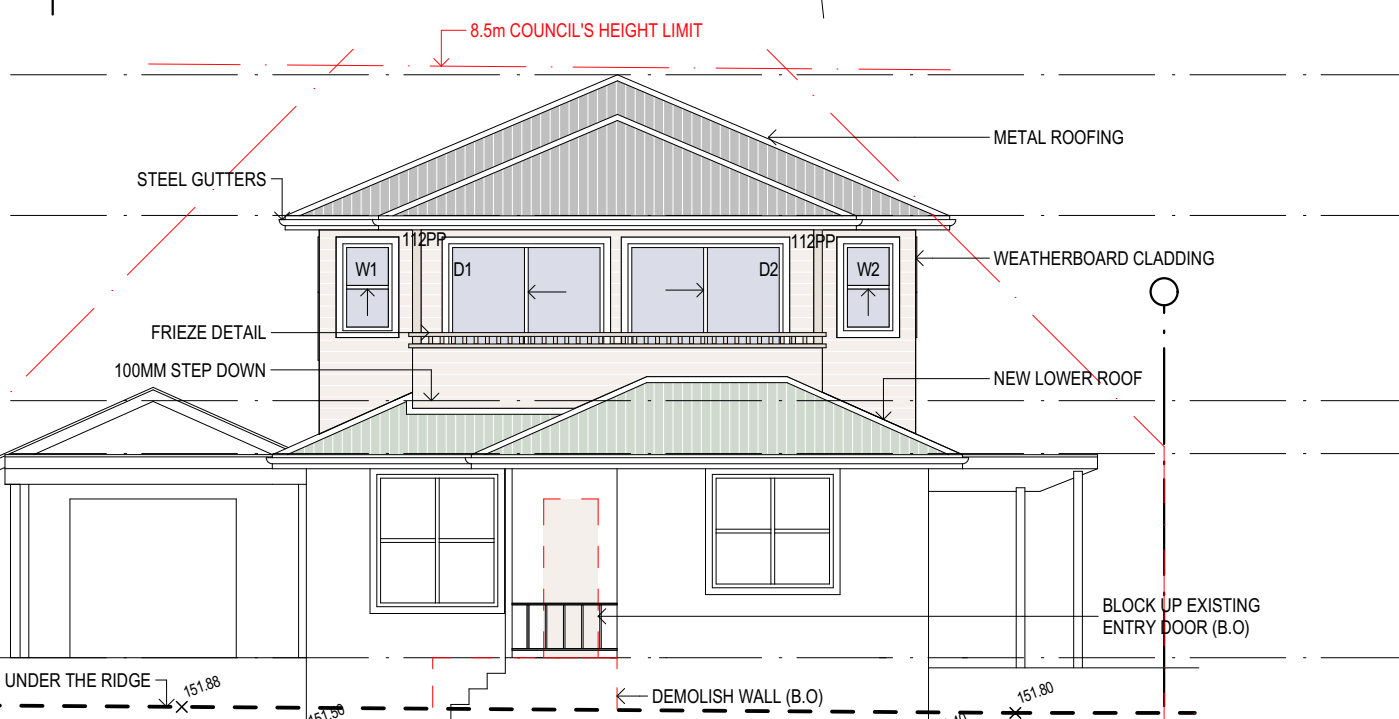 8.5m COUNCIL'S HEIGHT LIMIT
METAL ROOFING
STEEL GUTTERS
112PP
112PP
WEATHERBOARD CLADDING
W1
D1
D2
W2
FRIEZE DETAIL
100MM STEP DOWN
NEW LOWER ROOF
BLOCK UP EXISTING
ENTRY DOOR (B.O)
UNDER THE RIDGE
151.88
DEMOLISH WALL (B.O)
151.80